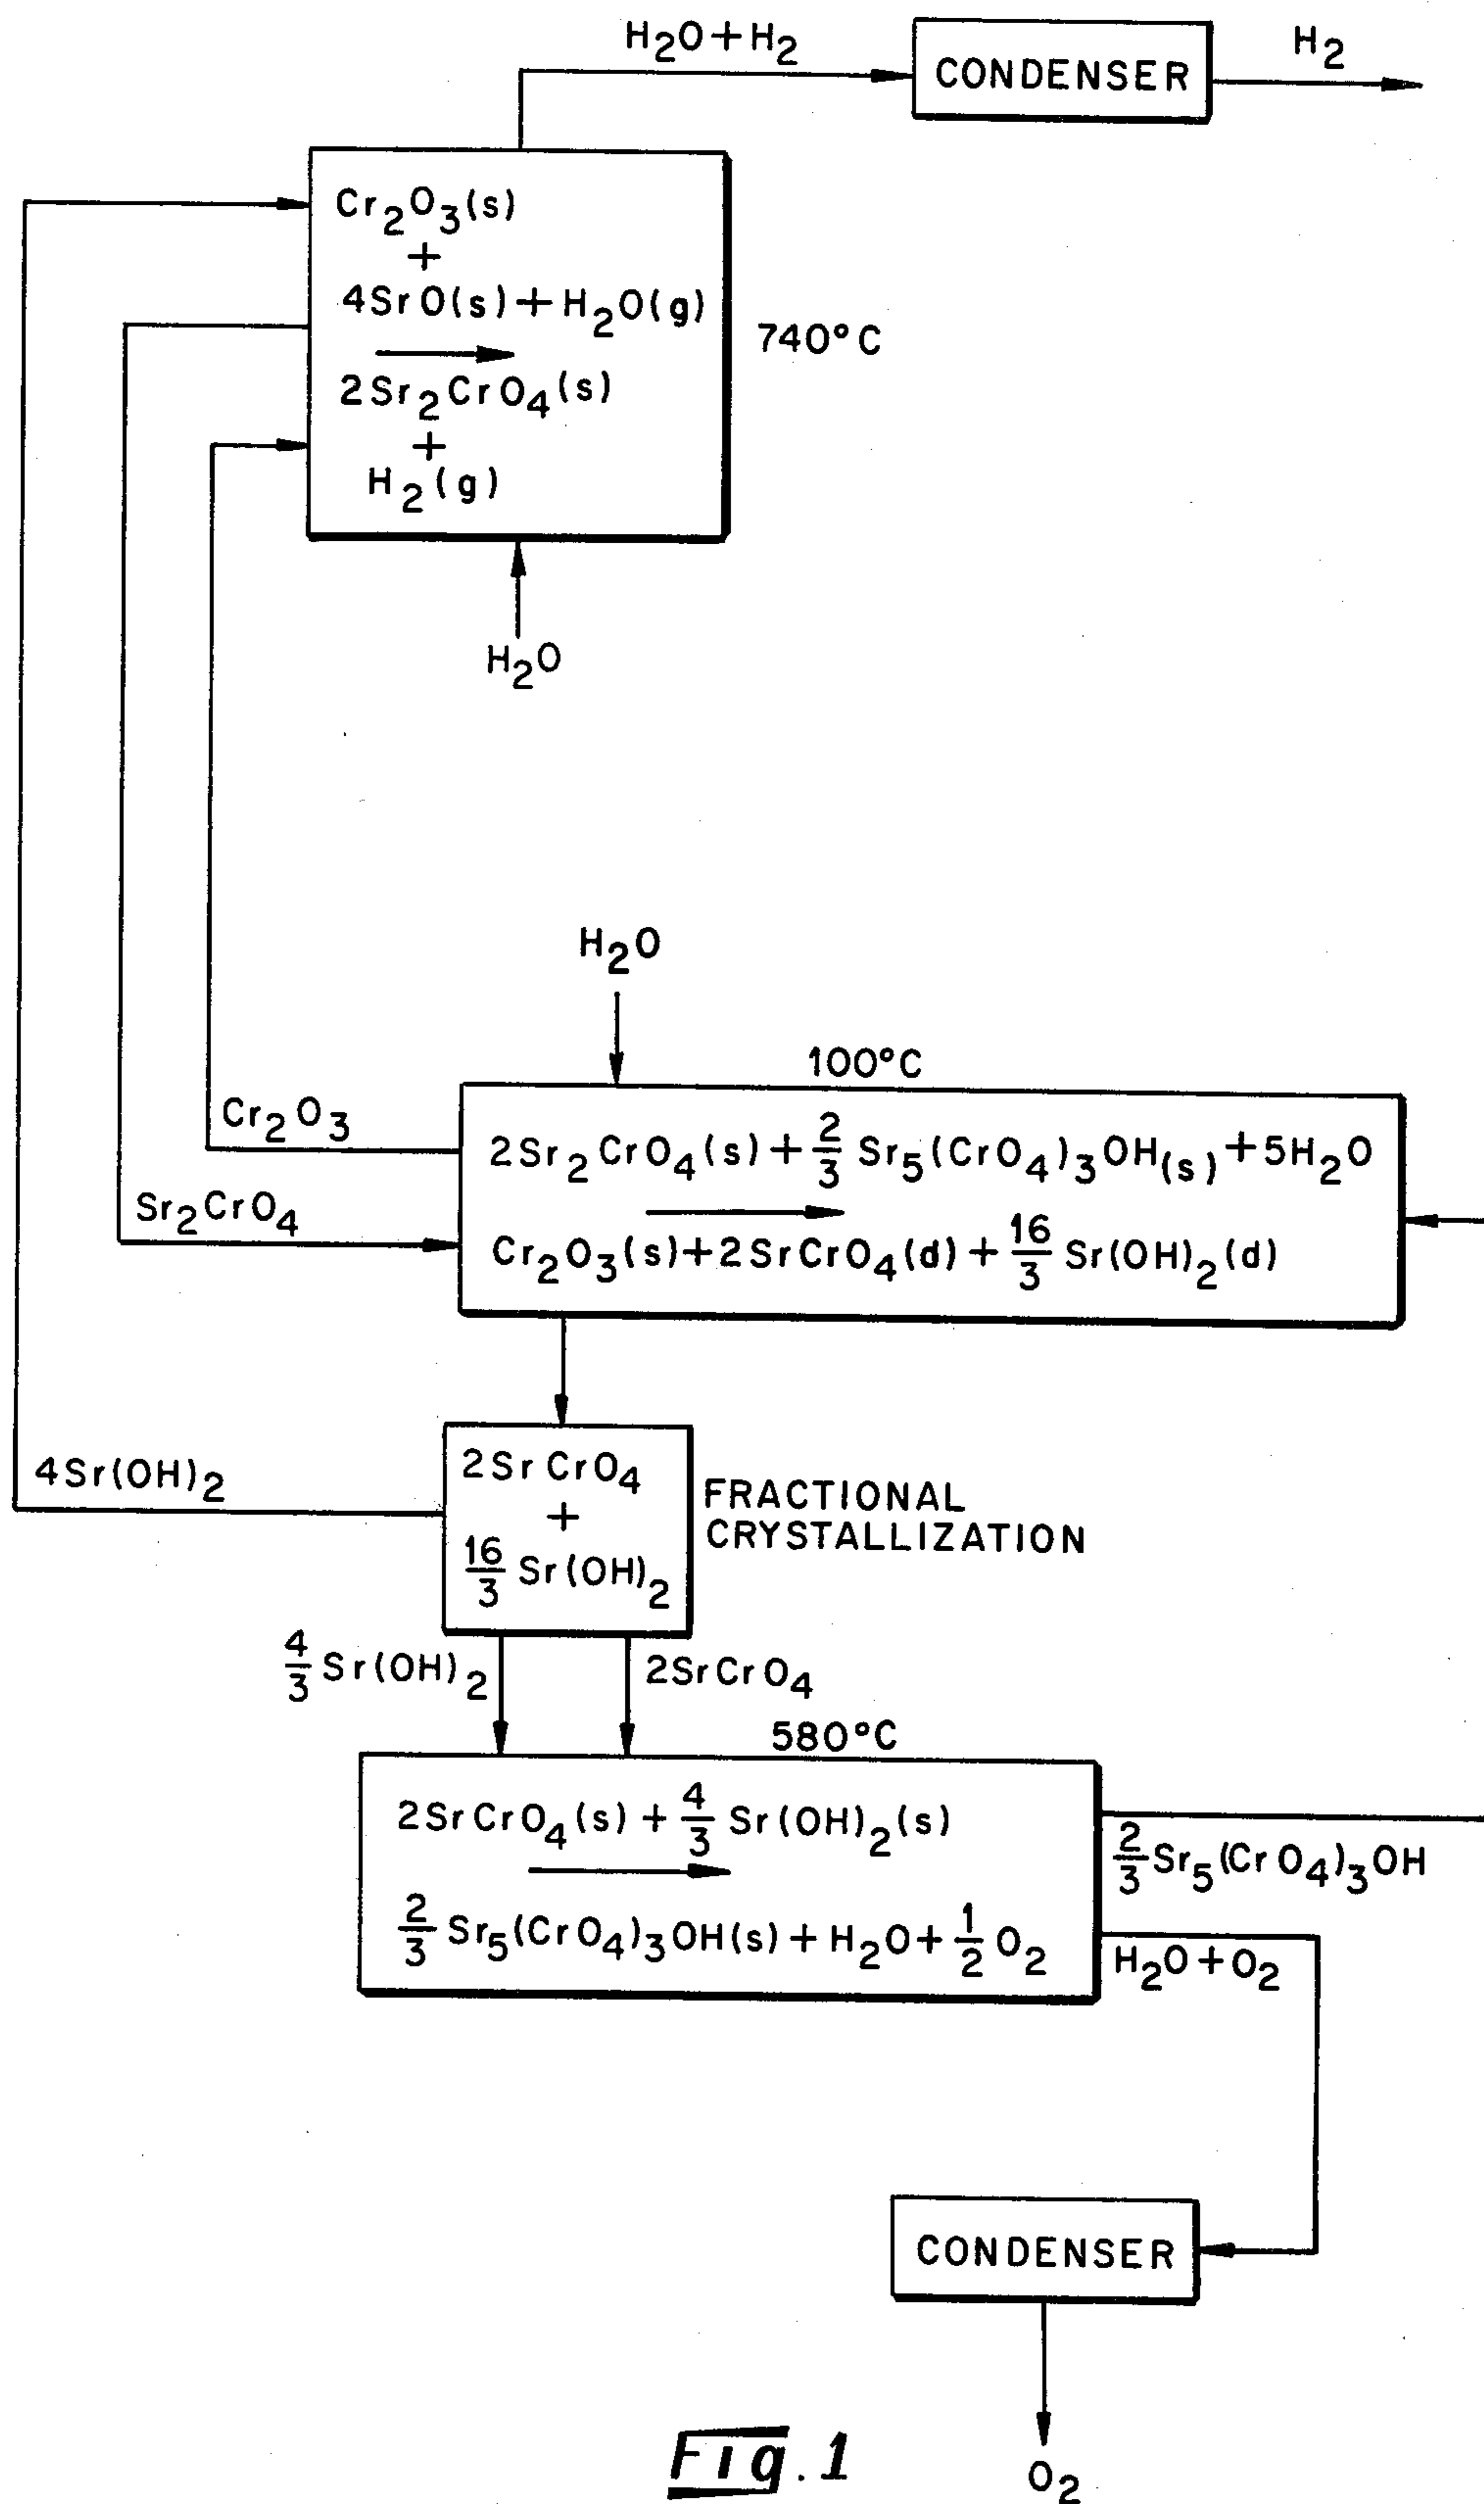 H₂O+H₂
CONDENSER
H₂
Cr₂O₃(s)
+
4SrO(s)+H₂O(g)
2Sr₂CrO₄(s)
+
H₂(g)
740°C
H₂O
H₂O
100°C
Cr₂O₃
2Sr₂CrO₄(s)+2/3 Sr₅(CrO₄)₃OH(s)+5H₂O
Sr₂CrO₄
Cr₂O₃(s)+2SrCrO₄(d)+16/3 Sr(OH)₂(d)
4Sr(OH)₂
2SrCrO₄
+
16/3 Sr(OH)₂
FRACTIONAL
CRYSTALLIZATION
4/3 Sr(OH)₂
2SrCrO₄
580°C
2SrCrO₄(s)+4/3 Sr(OH)₂(s)
2/3 Sr₅(CrO₄)₃OH
2/3 Sr₅(CrO₄)₃OH(s)+H₂O+1/2 O₂
H₂O+O₂
CONDENSER
O₂
Fig. 1